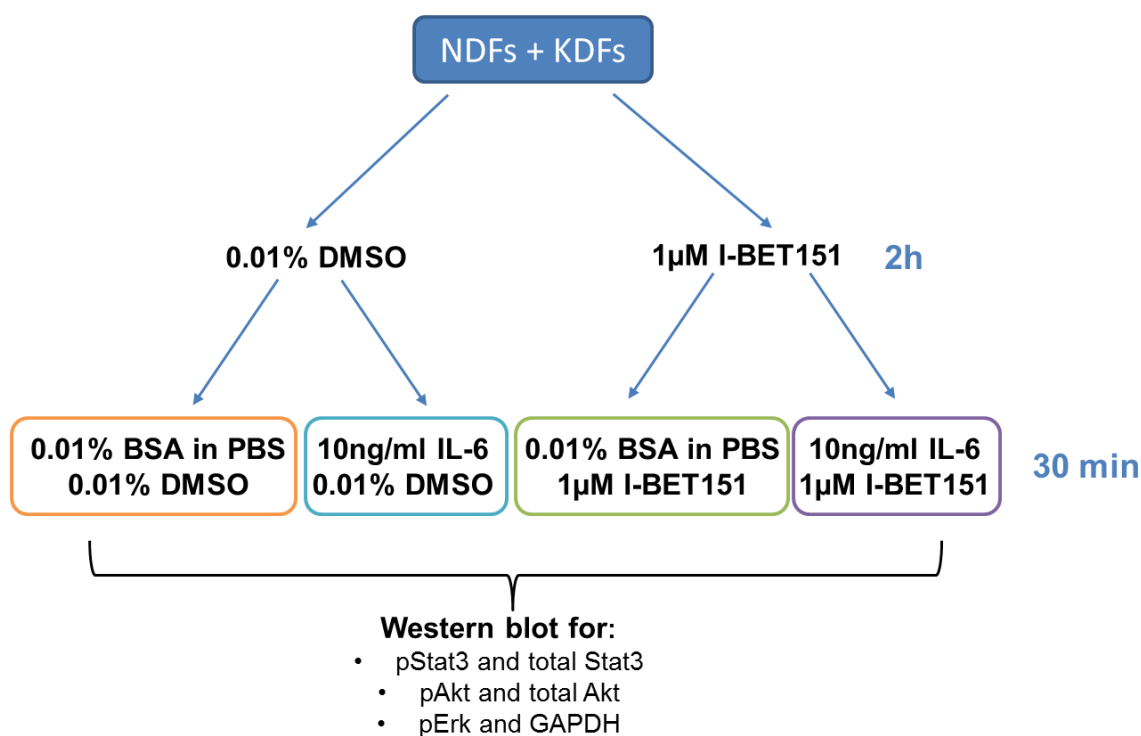 NDFs + KDFs
0.01% DMSO
1µM I-BET151
2h
0.01% BSA in PBS
0.01% DMSO
10ng/ml IL-6
0.01% DMSO
0.01% BSA in PBS
1µM I-BET151
10ng/ml IL-6
1µM I-BET151
30 min
Western blot for:
• pStat3 and total Stat3
• pAkt and total Akt
• pErk and GAPDH